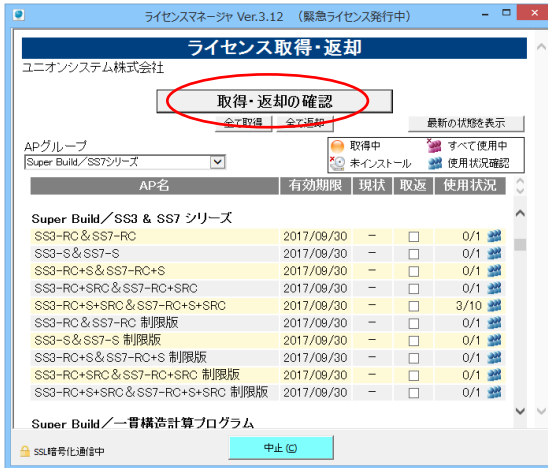 ライセンスマネージャ Ver.3.12 （緊急ライセンス発行中）
ライセンス取得・返却
ユニオンシステム株式会社
取得・返却の確認
全て取得 全て返却 最新の状態を表示
APグループ
取得中 すべて使用中
Super Build／SS7シリーズ
未インストール 使用状況確認
AP名 有効期限 現状 取返 使用状況
Super Build／SS3 & SS7 シリーズ
SS3-RC＆SS7-RC 2017/09/30 － 0/1
SS3-S＆SS7-S 2017/09/30 － 0/1
SS3-RC+S＆SS7-RC+S 2017/09/30 － 0/1
SS3-RC+SRC＆SS7-RC+SRC 2017/09/30 － 0/1
SS3-RC+S+SRC＆SS7-RC+S+SRC 2017/09/30 － 3/10
SS3-RC＆SS7-RC 制限版 2017/09/30 － 0/1
SS3-S＆SS7-S 制限版 2017/09/30 － 0/1
SS3-RC+S＆SS7-RC+S 制限版 2017/09/30 － 0/1
SS3-RC+SRC＆SS7-RC+SRC 制限版 2017/09/30 － 0/1
SS3-RC+S+SRC＆SS7-RC+S+SRC 制限版 2017/09/30 － 0/1
Super Build／一貫構造計算プログラム
SSL暗号化通信中 中止(C)